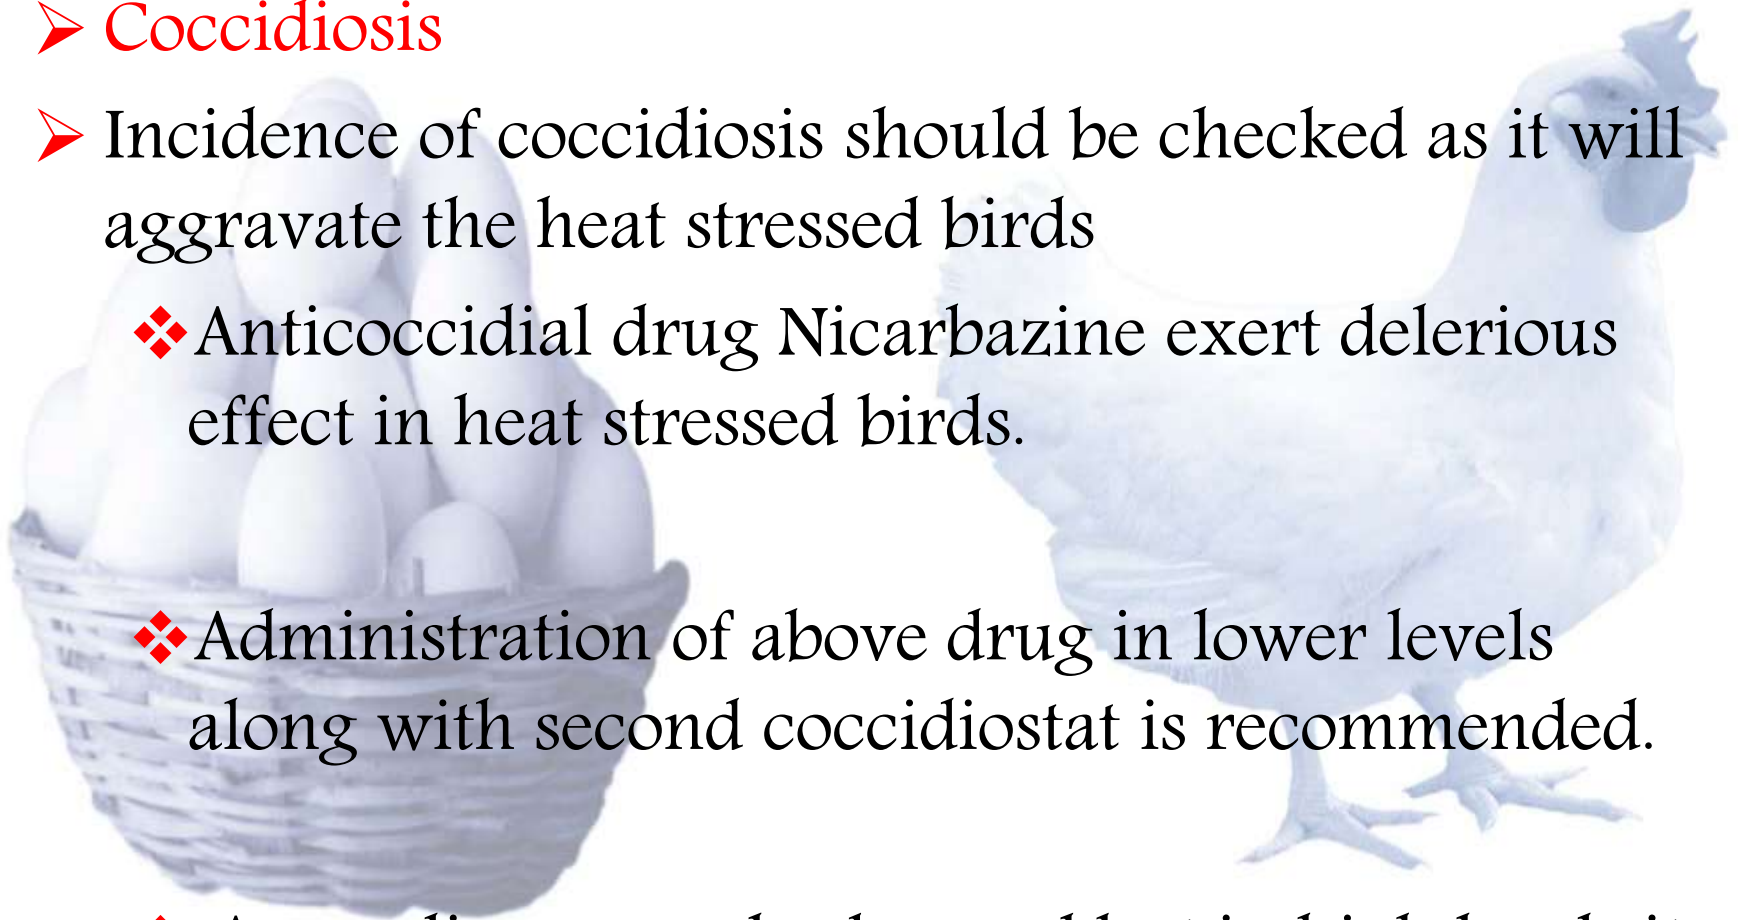 Coccidiosis
Incidence of coccidiosis should be checked as it will
aggravate the heat stressed birds
Anticoccidial drug Nicarbazine exert delerious
effect in heat stressed birds.
Administration of above drug in lower levels
along with second coccidiostat is recommended.